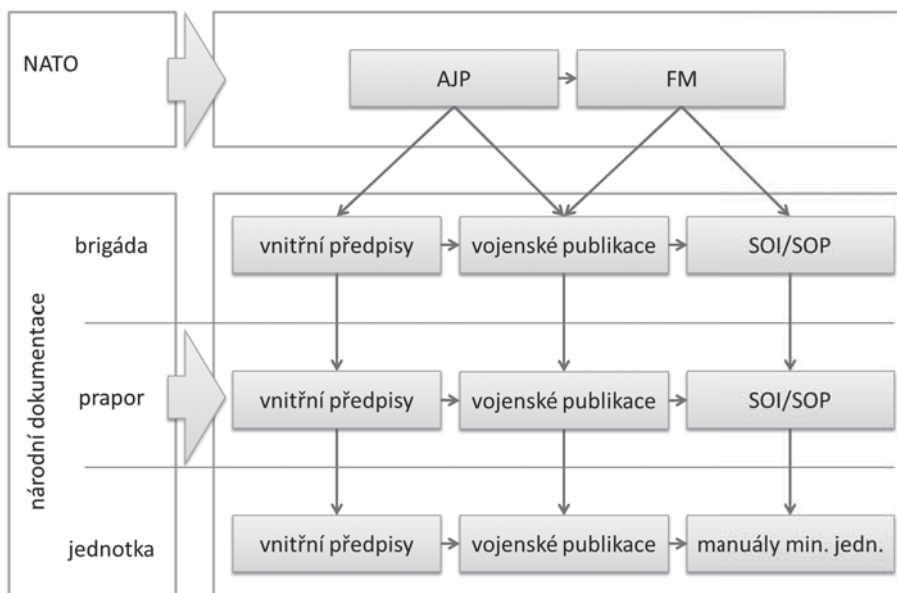 NATO
AJP
FM
národní dokumentace
brigáda
vnitřní předpisy
vojenské publikace
SOI/SOP
prapor
vnitřní předpisy
vojenské publikace
SOI/SOP
jednotka
vnitřní předpisy
vojenské publikace
manuály min. jedn.